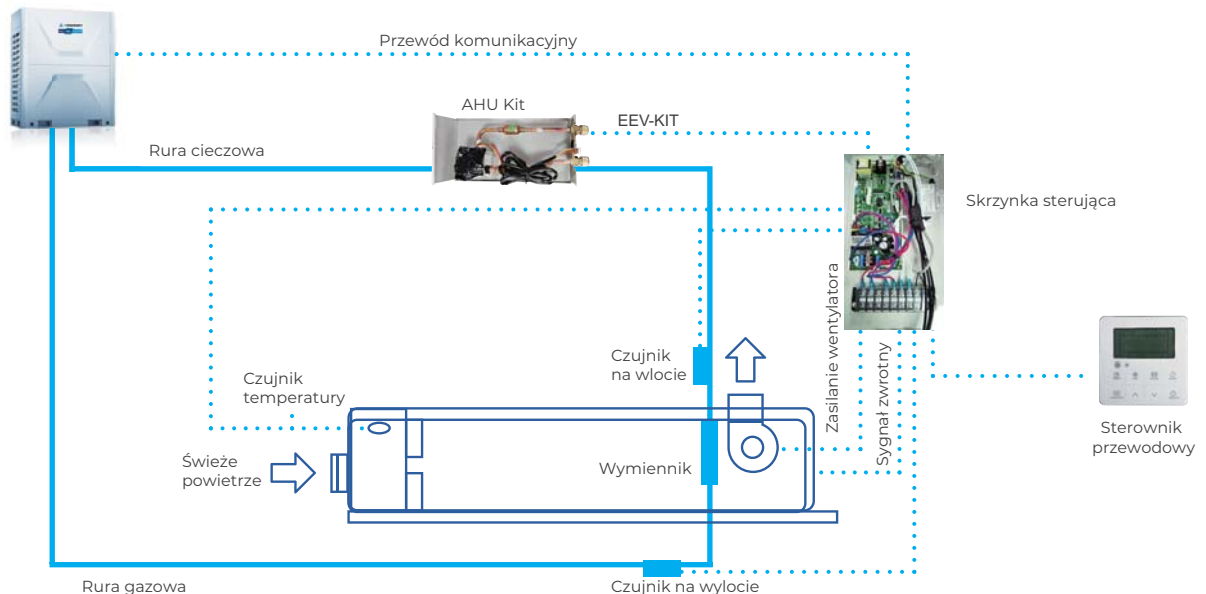 Przewód komunikacyjny
AHU Kit
EEV-KIT
Rura cieczowa
Skrzynka sterująca
Zasilanie wentylatora
Sygnał zwrotny
Czujnik
na wlocie
Czujnik
temperatury
Sterownik
przewodowy
Świeże
powietrze
Wymiennik
Rura gazowa
Czujnik na wylocie